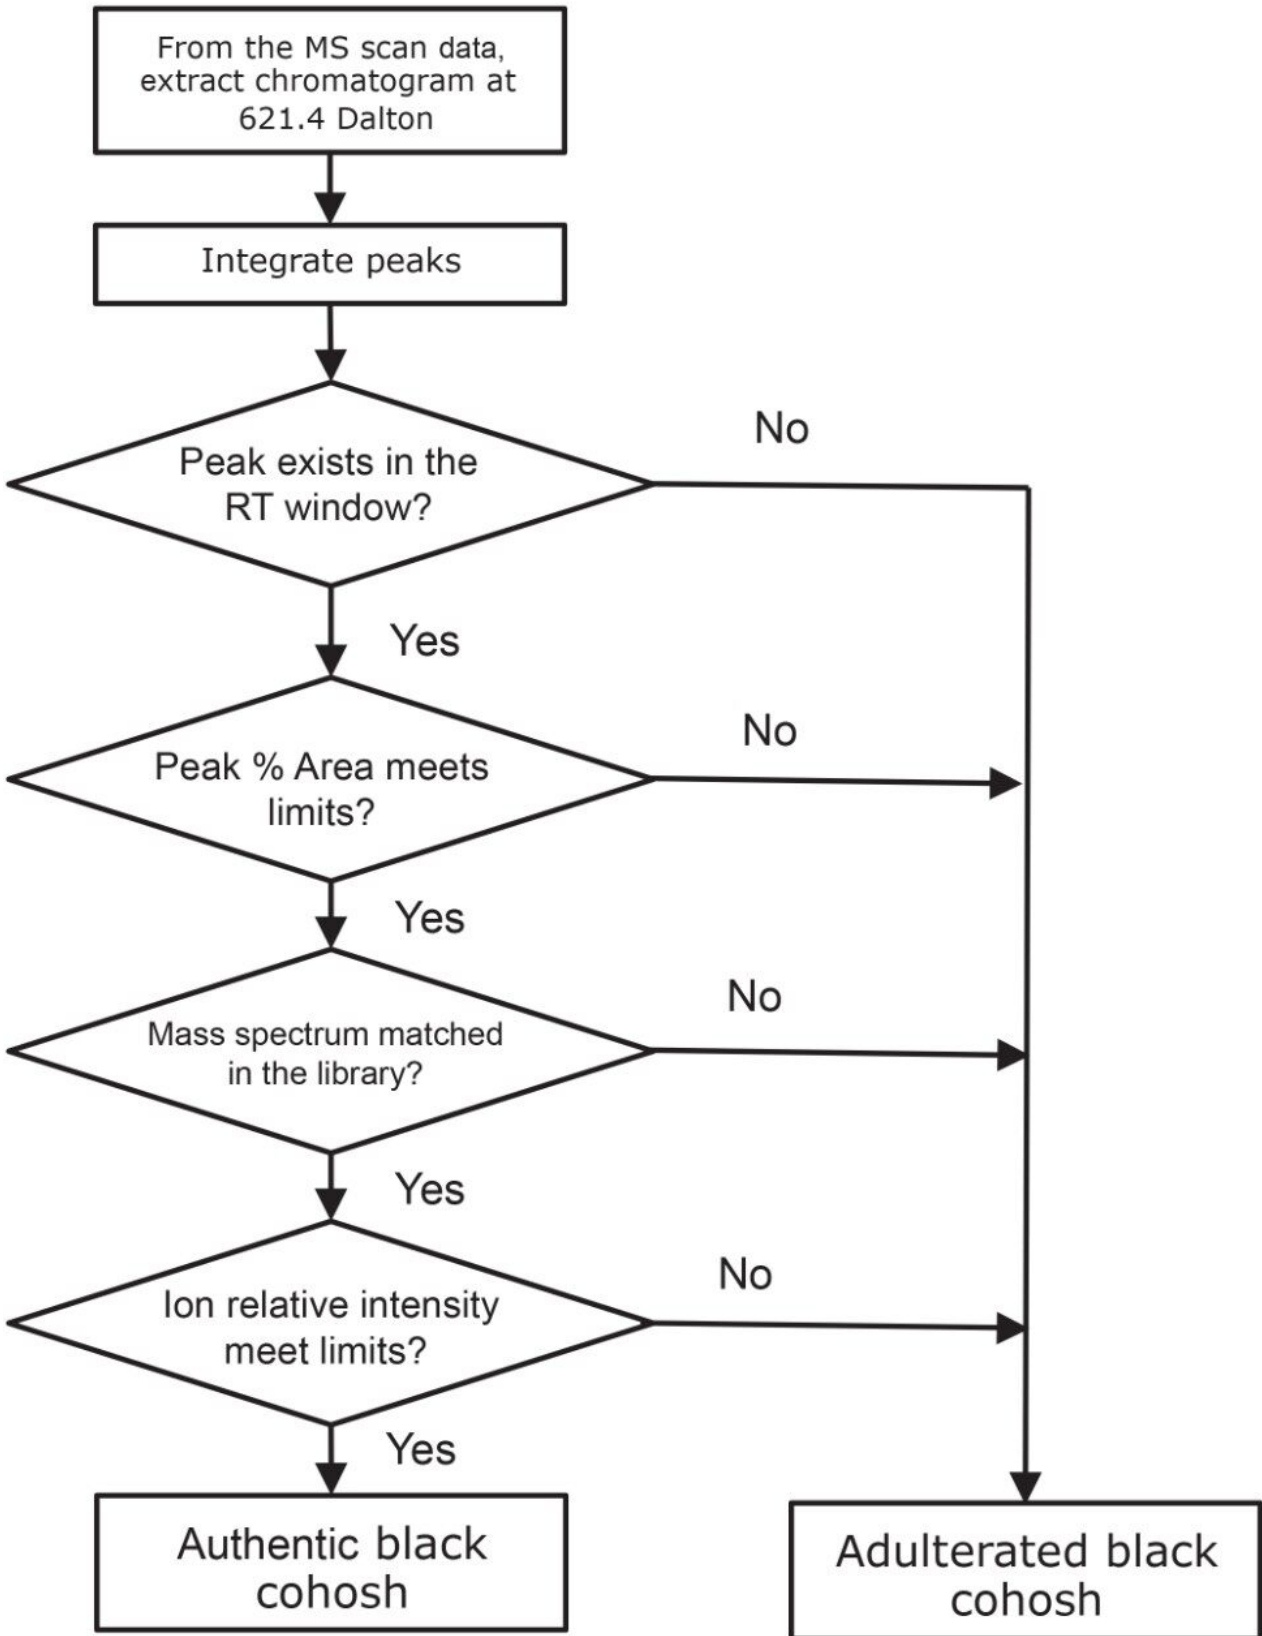 From the MS scan data,
extract chromatogram at
621.4 Dalton
Integrate peaks
Peak exists in the
RT window?
No
Yes
Peak % Area meets
limits?
No
Yes
Mass spectrum matched
in the library?
No
Yes
Ion relative intensity
meet limits?
No
Yes
Authentic black
cohosh
Adulterated black
cohosh